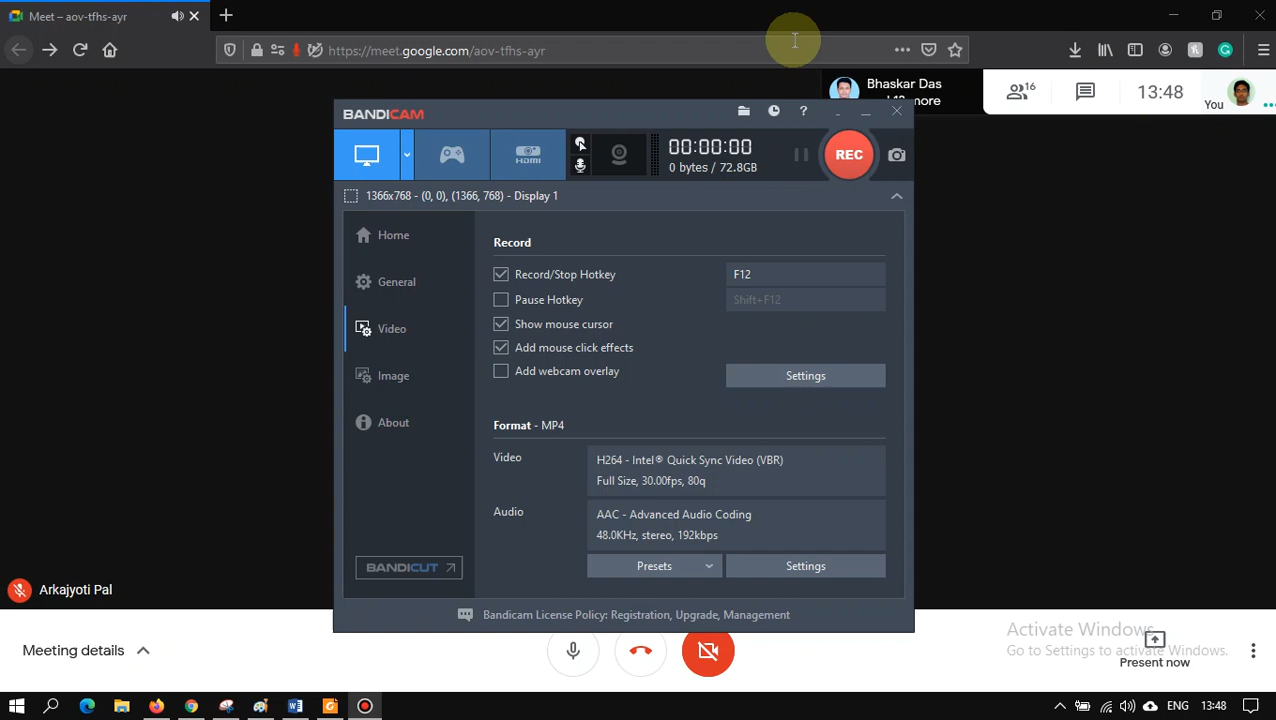 Meet – aov-tfhs-ayr
https://meet.google.com/aov-tfhs-ayr
Bhaskar Das
more
16
13:48
You
BANDICAM
?
HDMI
00:00:00
0 bytes / 72.8GB
REC
1366x768 - (0, 0), (1366, 768) - Display 1
Home
General
Video
Image
About
BANDICUT
Record
Record/Stop Hotkey
F12
Pause Hotkey
Shift+F12
Show mouse cursor
Add mouse click effects
Add webcam overlay
Settings
Format - MP4
Video
H264 - Intel® Quick Sync Video (VBR)
Full Size, 30.00fps, 80q
Audio
AAC - Advanced Audio Coding
48.0KHz, stereo, 192kbps
Presets
Settings
Bandicam License Policy: Registration, Upgrade, Management
Arkajyoti Pal
Meeting details
Activate Windows
Go to Settings to activate Windows.
Present now
ENG
13:48